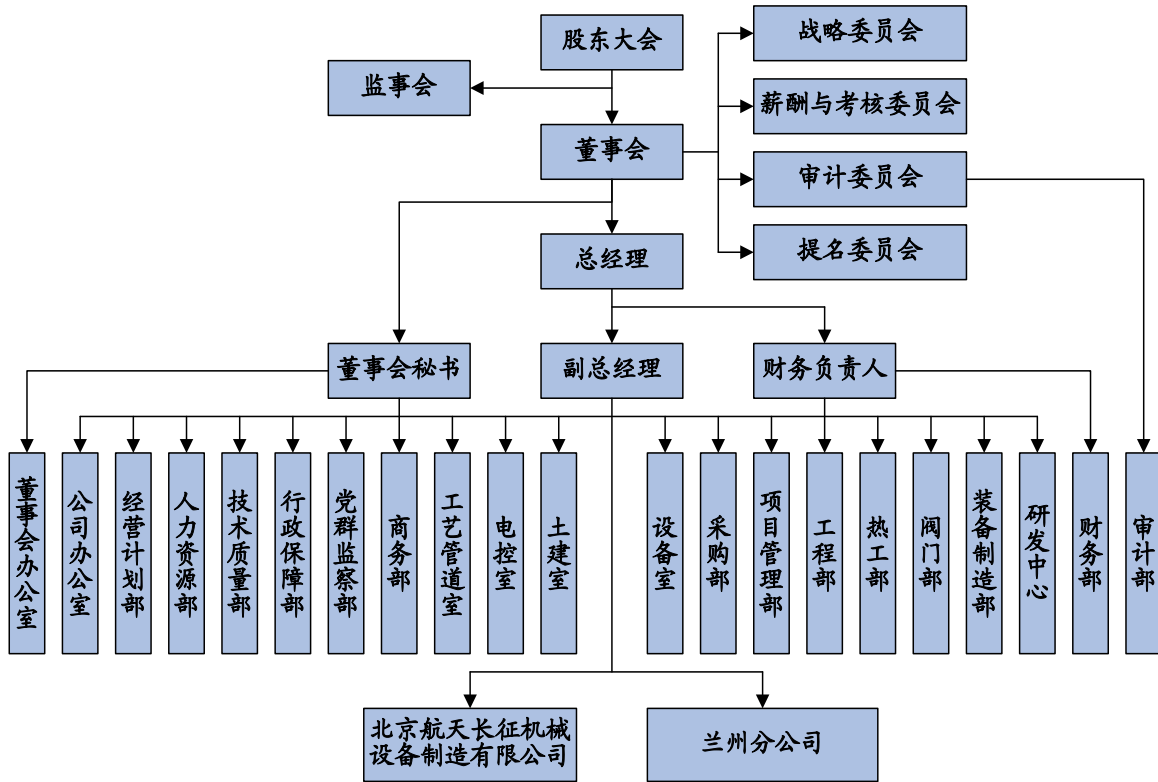 股东大会
战略委员会
监事会
薪酬与考核委员会
董事会
审计委员会
总经理
提名委员会
董事会秘书
副总经理
财务负责人
董事会办公室
公司办公室
经营计划部
人力资源部
技术质量部
行政保障部
党群监察部
商务部
工艺管道室
电控室
土建室
设备室
采购部
项目管理部
工程部
热工部
阀门部
装备制造部
研发中心
财务部
审计部
北京航天长征机械
设备制造有限公司
兰州分公司